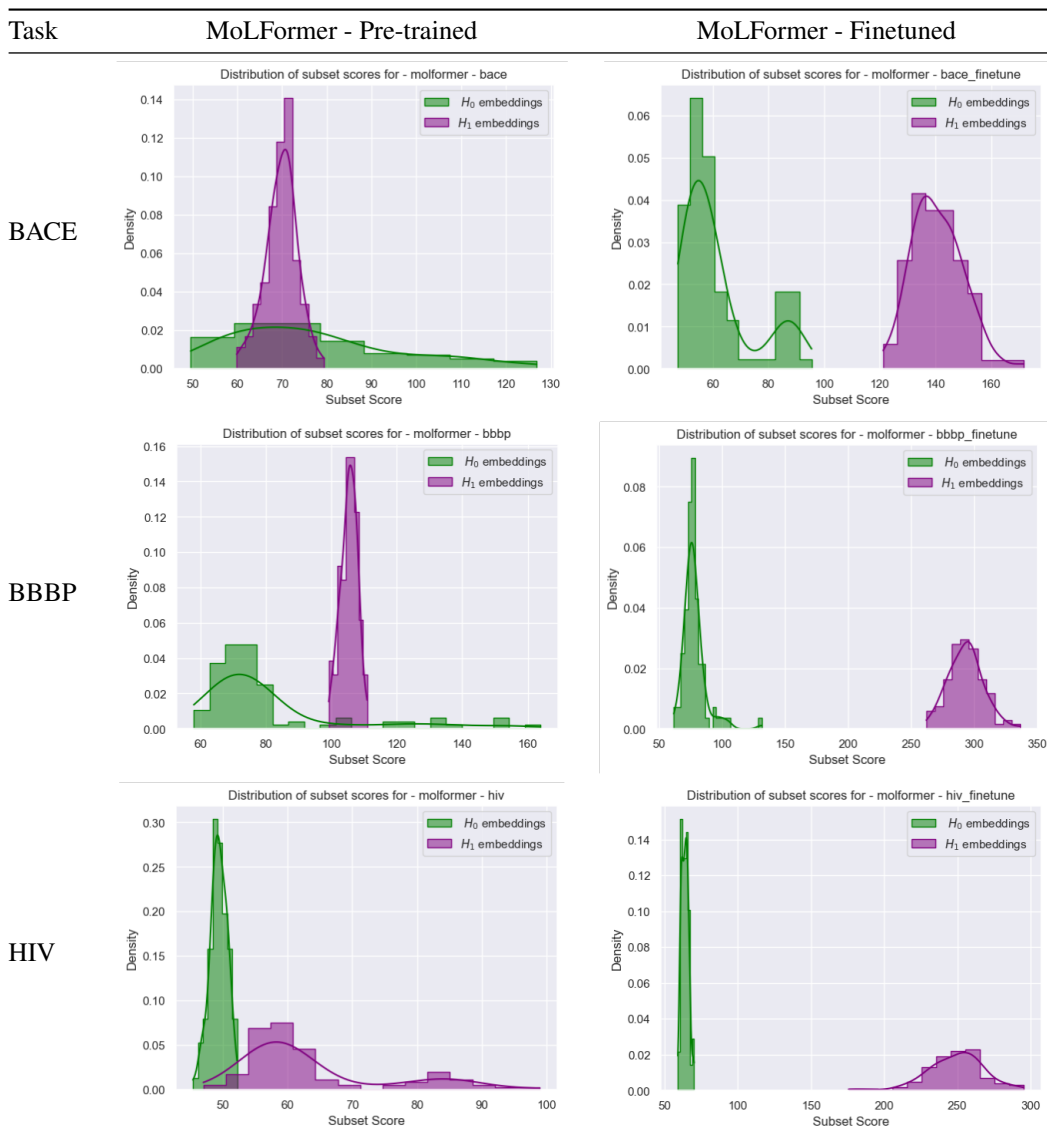 Task MoLFormer - Pre-trained MoLFormer - Finetuned
BACE
Distribution of subset scores for - molformer - bace
H₀ embeddings
H₁ embeddings
Density
0.14
0.12
0.10
0.08
0.06
0.04
0.02
0.00
50 60 70 80 90 100 110 120 130
Subset Score
Distribution of subset scores for - molformer - bace_finetune
H₀ embeddings
H₁ embeddings
Density
0.06
0.05
0.04
0.03
0.02
0.01
0.00
60 80 100 120 140 160
Subset Score
BBBP
Distribution of subset scores for - molformer - bbbp
H₀ embeddings
H₁ embeddings
Density
0.16
0.14
0.12
0.10
0.08
0.06
0.04
0.02
0.00
60 80 100 120 140 160
Subset Score
Distribution of subset scores for - molformer - bbbp_finetune
H₀ embeddings
H₁ embeddings
Density
0.08
0.06
0.04
0.02
0.00
50 100 150 200 250 300 350
Subset Score
HIV
Distribution of subset scores for - molformer - hiv
H₀ embeddings
H₁ embeddings
Density
0.30
0.25
0.20
0.15
0.10
0.05
0.00
50 60 70 80 90 100
Subset Score
Distribution of subset scores for - molformer - hiv_finetune
H₀ embeddings
H₁ embeddings
Density
0.14
0.12
0.10
0.08
0.06
0.04
0.02
0.00
50 100 150 200 250 300
Subset Score